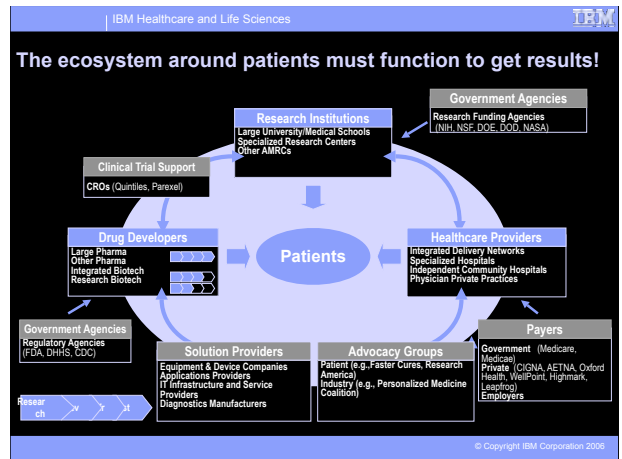 IBM Healthcare and Life Sciences
IBM
The ecosystem around patients must function to get results!
Government Agencies
Research Funding Agencies
(NIH, NSF, DOE, DOD, NASA)
Research Institutions
Large University/Medical Schools
Specialized Research Centers
Other AMRCs
Clinical Trial Support
CROs (Quintiles, Parexel)
Drug Developers
Large Pharma
Other Pharma
Integrated Biotech
Research Biotech
Patients
Healthcare Providers
Integrated Delivery Networks
Specialized Hospitals
Independent Community Hospitals
Physician Private Practices
Government Agencies
Regulatory Agencies
(FDA, DHHS, CDC)
Solution Providers
Equipment & Device Companies
Applications Providers
IT Infrastructure and Service
Providers
Diagnostics Manufacturers
Advocacy Groups
Patient (e.g.,Faster Cures, Research
America)
Industry (e.g., Personalized Medicine
Coalition)
Payers
Government (Medicare,
Medicae)
Private (CIGNA, AETNA, Oxford
Health, WellPoint, Highmark,
Leapfrog)
Employers
Resear
ch
© Copyright IBM Corporation 2006